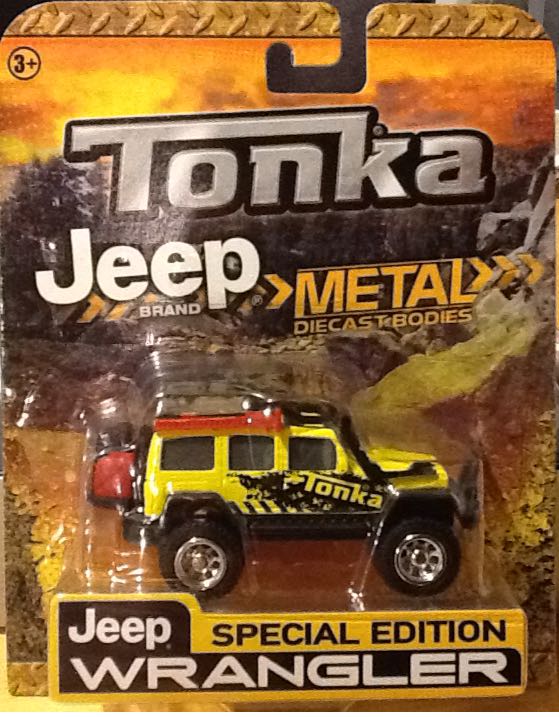 3+
Tonka
Jeep®
BRAND
METAL
DIECAST BODIES
Tonka
Jeep SPECIAL EDITION
WRANGLER